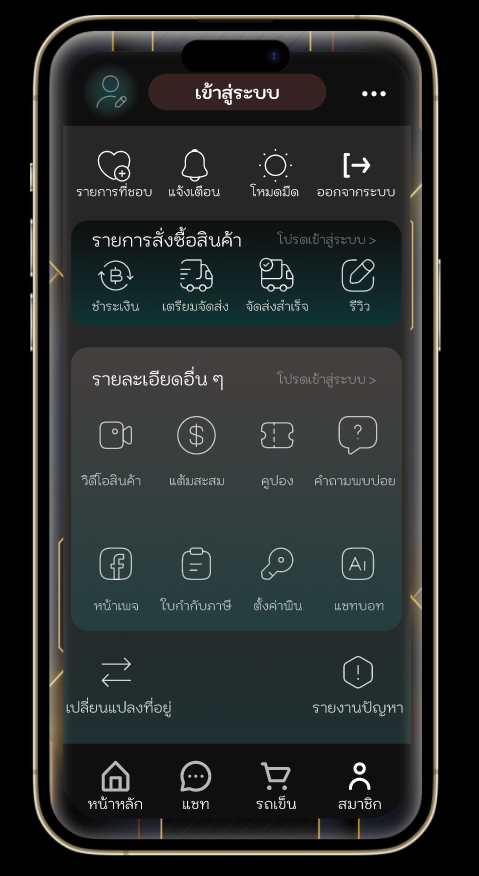 เข้าสู่ระบบ
รายการที่ชอบ แจ้งเตือน โหมดมืด ออกจากระบบ
รายการสั่งซื้อสินค้า โปรดเข้าสู่ระบบ >
ชำระเงิน เตรียมจัดส่ง จัดส่งสำเร็จ รีวิว
รายละเอียดอื่น ๆ โปรดเข้าสู่ระบบ >
วิดีโอสินค้า แต้มสะสม คูปอง คำถามพบบ่อย
AI
หน้าเพจ ใบกำกับภาษี ตั้งค่าพิน แชทบอท
เปลี่ยนแปลงที่อยู่ รายงานปัญหา
หน้าหลัก แชท รถเข็น สมาชิก